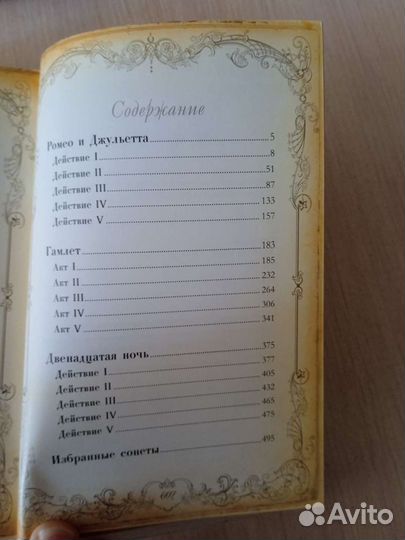 Содержание
Ромео и Джульетта 5
Действие I 8
Действие II 51
Действие III 87
Действие IV 133
Действие V 157
Гамлет 183
Акт I 185
Акт II 232
Акт III 264
Акт IV 306
Акт V 341
Двенадцатая ночь 375
Действие I 377
Действие II 405
Действие III 432
Действие IV 465
Действие V 475
Избранные сонеты 495
607
Avito